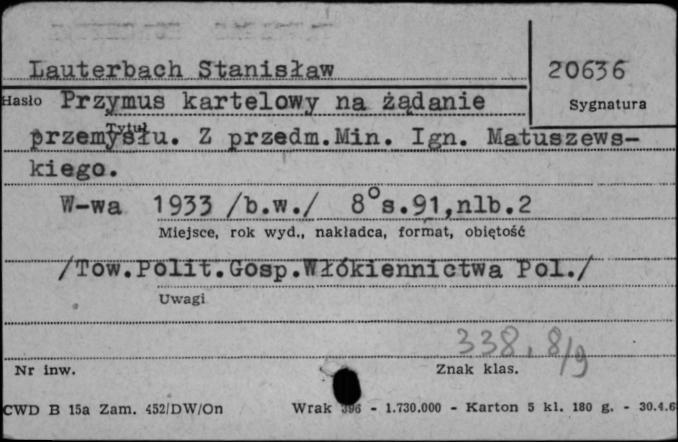 Lauterbach Stanisław
20636
Hasło Przymus kartelowy na żądanie
Sygnatura
Tytuł
przemysłu. Z przedm.Min. Ign. Matuszews-
kiego.
W-wa 1933 /b.w./ 8°s.91,nlb.2
Miejsce, rok wyd., nakładca, format, objętość
/Tow.Polit.Gosp.Włókiennictwa Pol./
Uwagi
338, 8/9
Nr inw.
Znak klas.
CWD B 15a Zam. 452/DW/On
Wrak 396 - 1.730.000 - Karton 5 kl. 180 g. - 30.4.6